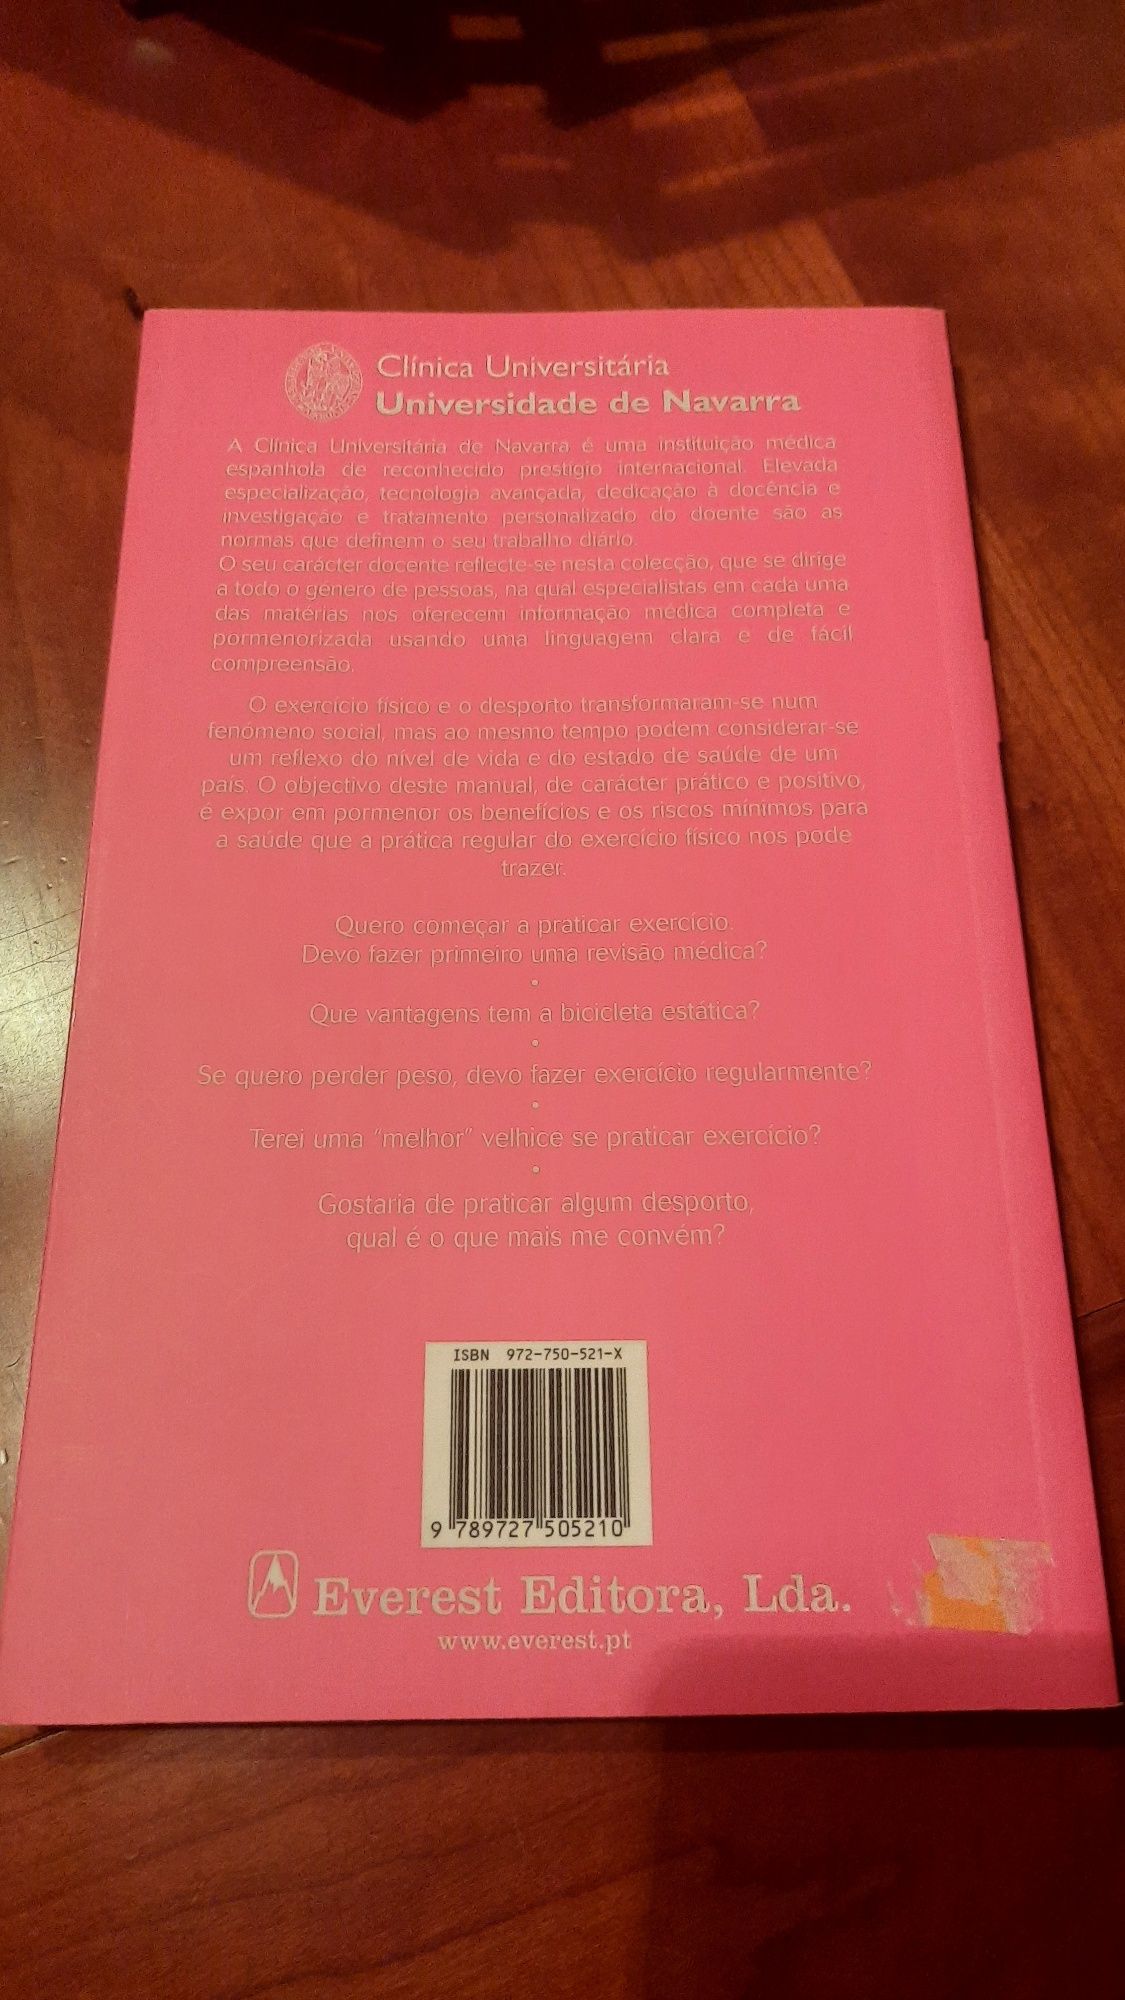 Clínica Universitária
Universidade de Navarra
A Clínica Universitária de Navarra é uma instituição médica
espanhola de reconhecido prestígio internacional. Elevada
especialização, tecnologia avançada, dedicação à docência e
investigação e tratamento personalizado do doente são as
normas que definem o seu trabalho diário.
O seu carácter docente reflecte-se nesta colecção, que se dirige
a todo o género de pessoas, na qual especialistas em cada uma
das matérias nos oferecem informação médica completa e
pormenorizada usando uma linguagem clara e de fácil
compreensão.
O exercício físico e o desporto transformaram-se num
fenómeno social, mas ao mesmo tempo podem considerar-se
um reflexo do nível de vida e do estado de saúde de um
país. O objectivo deste manual, de carácter prático e positivo,
é expor em pormenor os benefícios e os riscos mínimos para
a saúde que a prática regular do exercício físico nos pode
trazer.
Quero começar a praticar exercício.
Devo fazer primeiro uma revisão médica?
•
Que vantagens tem a bicicleta estática?
•
Se quero perder peso, devo fazer exercício regularmente?
•
Terei uma "melhor" velhice se praticar exercício?
•
Gostaria de praticar algum desporto,
qual é o que mais me convém?
ISBN 972-750-521-X
9 789727 505210
Everest Editora, Lda.
www.everest.pt